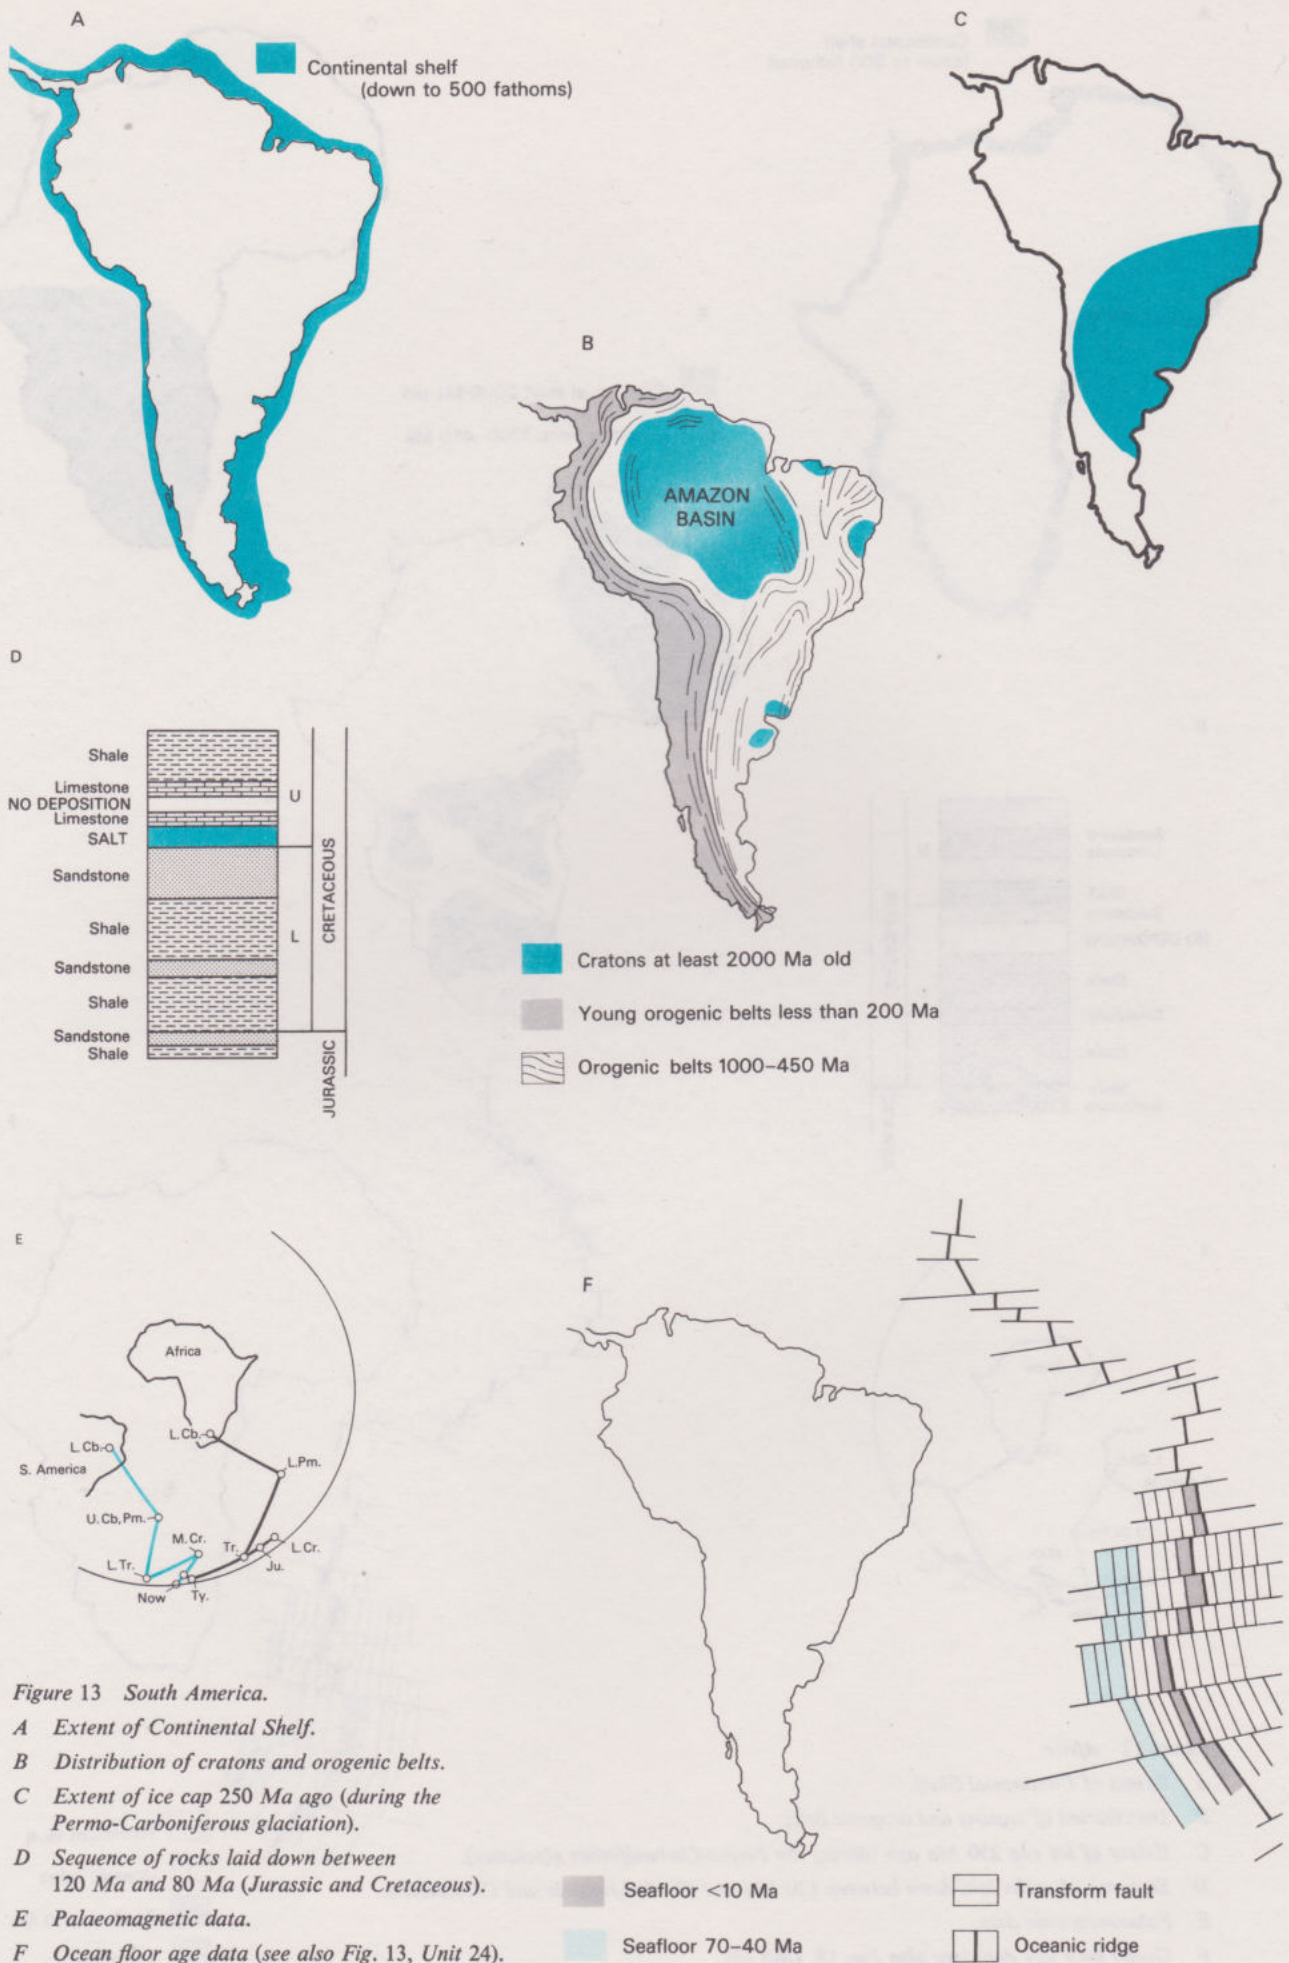 A
Continental shelf
(down to 500 fathoms)
C
B
AMAZON
BASIN
Cratons at least 2000 Ma old
Young orogenic belts less than 200 Ma
Orogenic belts 1000–450 Ma
D
Shale
Limestone
NO DEPOSITION
Limestone
SALT
Sandstone
Shale
Sandstone
Shale
Sandstone
Shale
U
L
CRETACEOUS
JURASSIC
E
Africa
L. Cb.
L. Cb.
S. America
L.Pm.
U. Cb, Pm.
M. Cr.
Tr.
L. Cr.
L. Tr.
Ju.
Now
Ty.
F
Seafloor <10 Ma
Seafloor 70–40 Ma
Transform fault
Oceanic ridge
Figure 13 South America.
A Extent of Continental Shelf.
B Distribution of cratons and orogenic belts.
C Extent of ice cap 250 Ma ago (during the
Permo-Carboniferous glaciation).
D Sequence of rocks laid down between
120 Ma and 80 Ma (Jurassic and Cretaceous).
E Palaeomagnetic data.
F Ocean floor age data (see also Fig. 13, Unit 24).